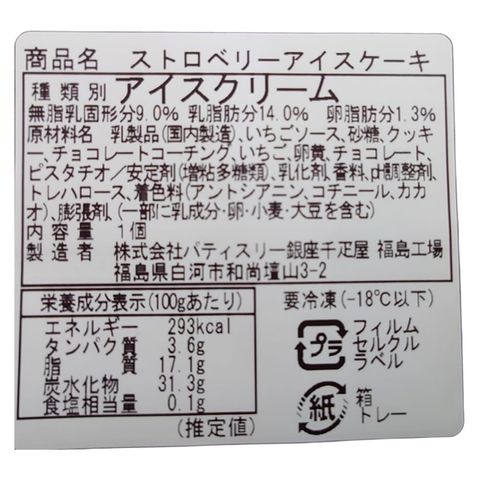 商品名 ストロベリーアイスケーキ
種類別 アイスクリーム
無脂乳固形分9.0% 乳脂肪分14.0% 卵脂肪分1.3%
原材料名 乳製品(国内製造)、いちごソース、砂糖、クッキ
ー、チョコレートコーチング、いちご、卵黄、チョコレート、
ピスタチオ/安定剤(増粘多糖類)、乳化剤、香料、pH調整剤、
トレハロース、着色料(アントシアニン、コチニール、カカ
オ)、膨張剤、(一部に乳成分・卵・小麦・大豆を含む)
内容量 1個
製造者 株式会社パティスリー銀座千疋屋 福島工場
福島県白河市和尚壇山3-2
栄養成分表示(100gあたり)
エネルギー 293kcal
タンパク質 3.6g
脂質 17.1g
炭水化物 31.3g
食塩相当量 0.1g
(推定値)
要冷凍(-18℃以下)
プラ
フィルム
セルクル
ラベル
紙
箱
トレー